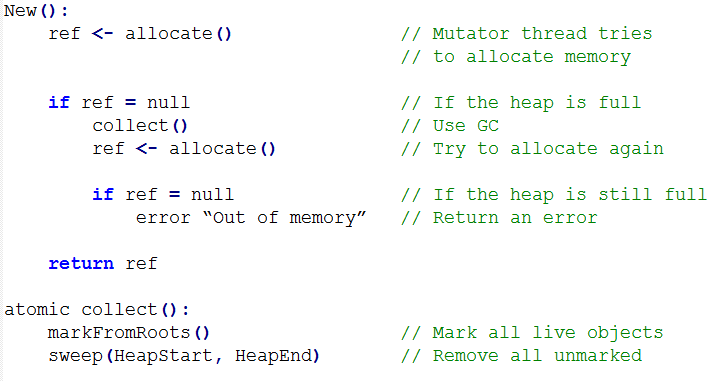 New():
    ref <- allocate()               // Mutator thread tries
                                    // to allocate memory
    if ref = null                   // If the heap is full
        collect()                   // Use GC
        ref <- allocate()           // Try to allocate again
        if ref = null               // If the heap is still full
            error “Out of memory”   // Return an error
    return ref
atomic collect():
    markFromRoots()                 // Mark all live objects
    sweep(HeapStart, HeapEnd)       // Remove all unmarked